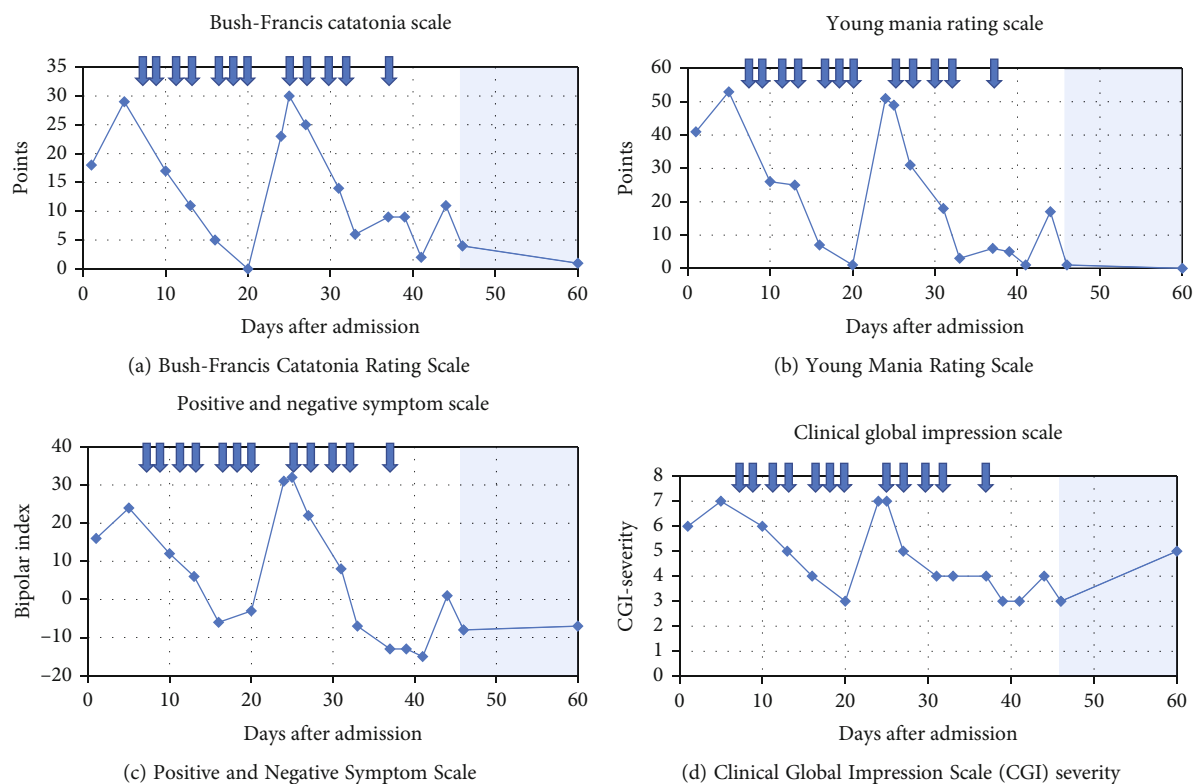 Bush-Francis catatonia scale
35
30
25
20
15
10
5
0
Points
0 10 20 30 40 50 60
Days after admission
(a) Bush-Francis Catatonia Rating Scale
Young mania rating scale
60
50
40
30
20
10
0
Points
0 10 20 30 40 50 60
Days after admission
(b) Young Mania Rating Scale
Positive and negative symptom scale
40
30
20
10
0
−10
−20
Bipolar index
0 10 20 30 40 50 60
Days after admission
(c) Positive and Negative Symptom Scale
Clinical global impression scale
8
7
6
5
4
3
2
1
0
CGI-severity
0 10 20 30 40 50 60
Days after admission
(d) Clinical Global Impression Scale (CGI) severity